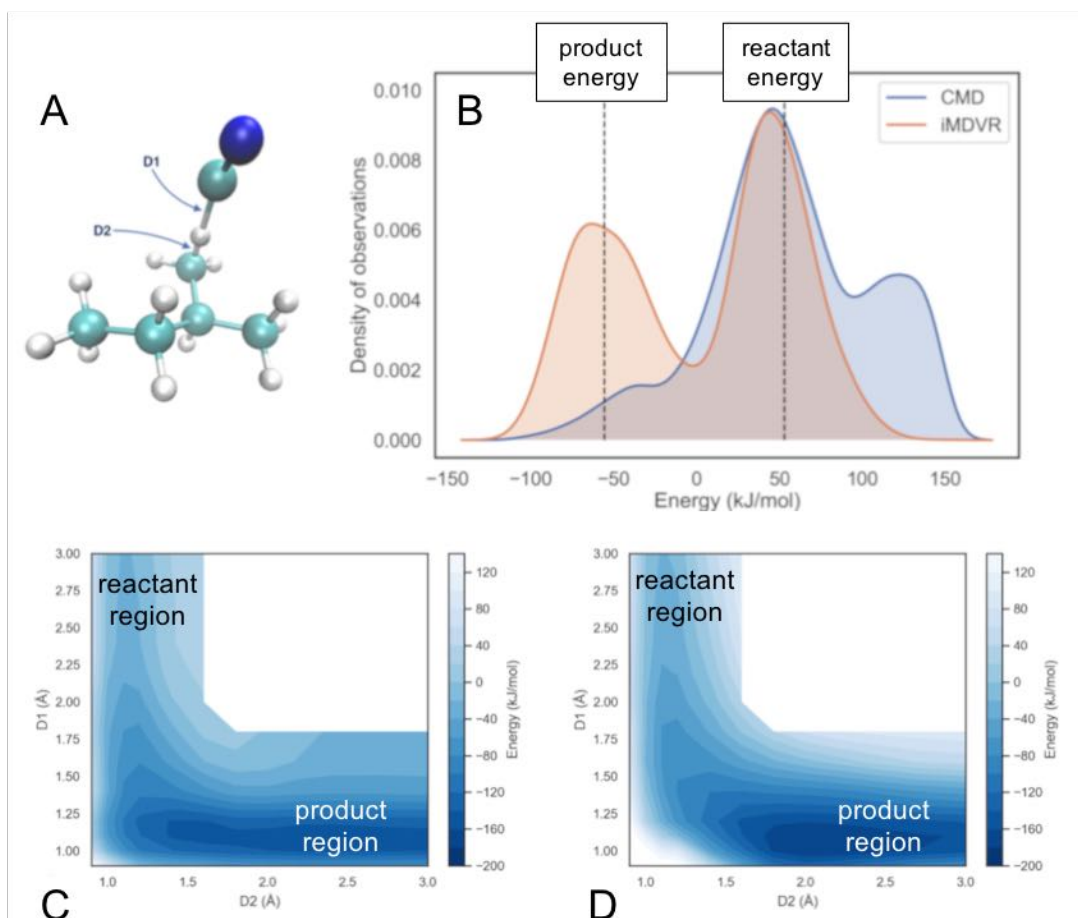 A
D1
D2
B
product
energy
reactant
energy
CMD
iMDVR
Density of observations
0.010
0.008
0.006
0.004
0.002
0.000
−150 −100 −50 0 50 100 150
Energy (kJ/mol)
C
reactant
region
product
region
D1 (Å)
3.00
2.75
2.50
2.25
2.00
1.75
1.50
1.25
1.00
1.0 1.5 2.0 2.5 3.0
D2 (Å)
120
80
40
0
−40
−80
−120
−160
−200
Energy (kJ/mol)
D
reactant
region
product
region
D1 (Å)
3.00
2.75
2.50
2.25
2.00
1.75
1.50
1.25
1.00
1.0 1.5 2.0 2.5 3.0
D2 (Å)
120
80
40
0
−40
−80
−120
−160
−200
Energy (kJ/mol)